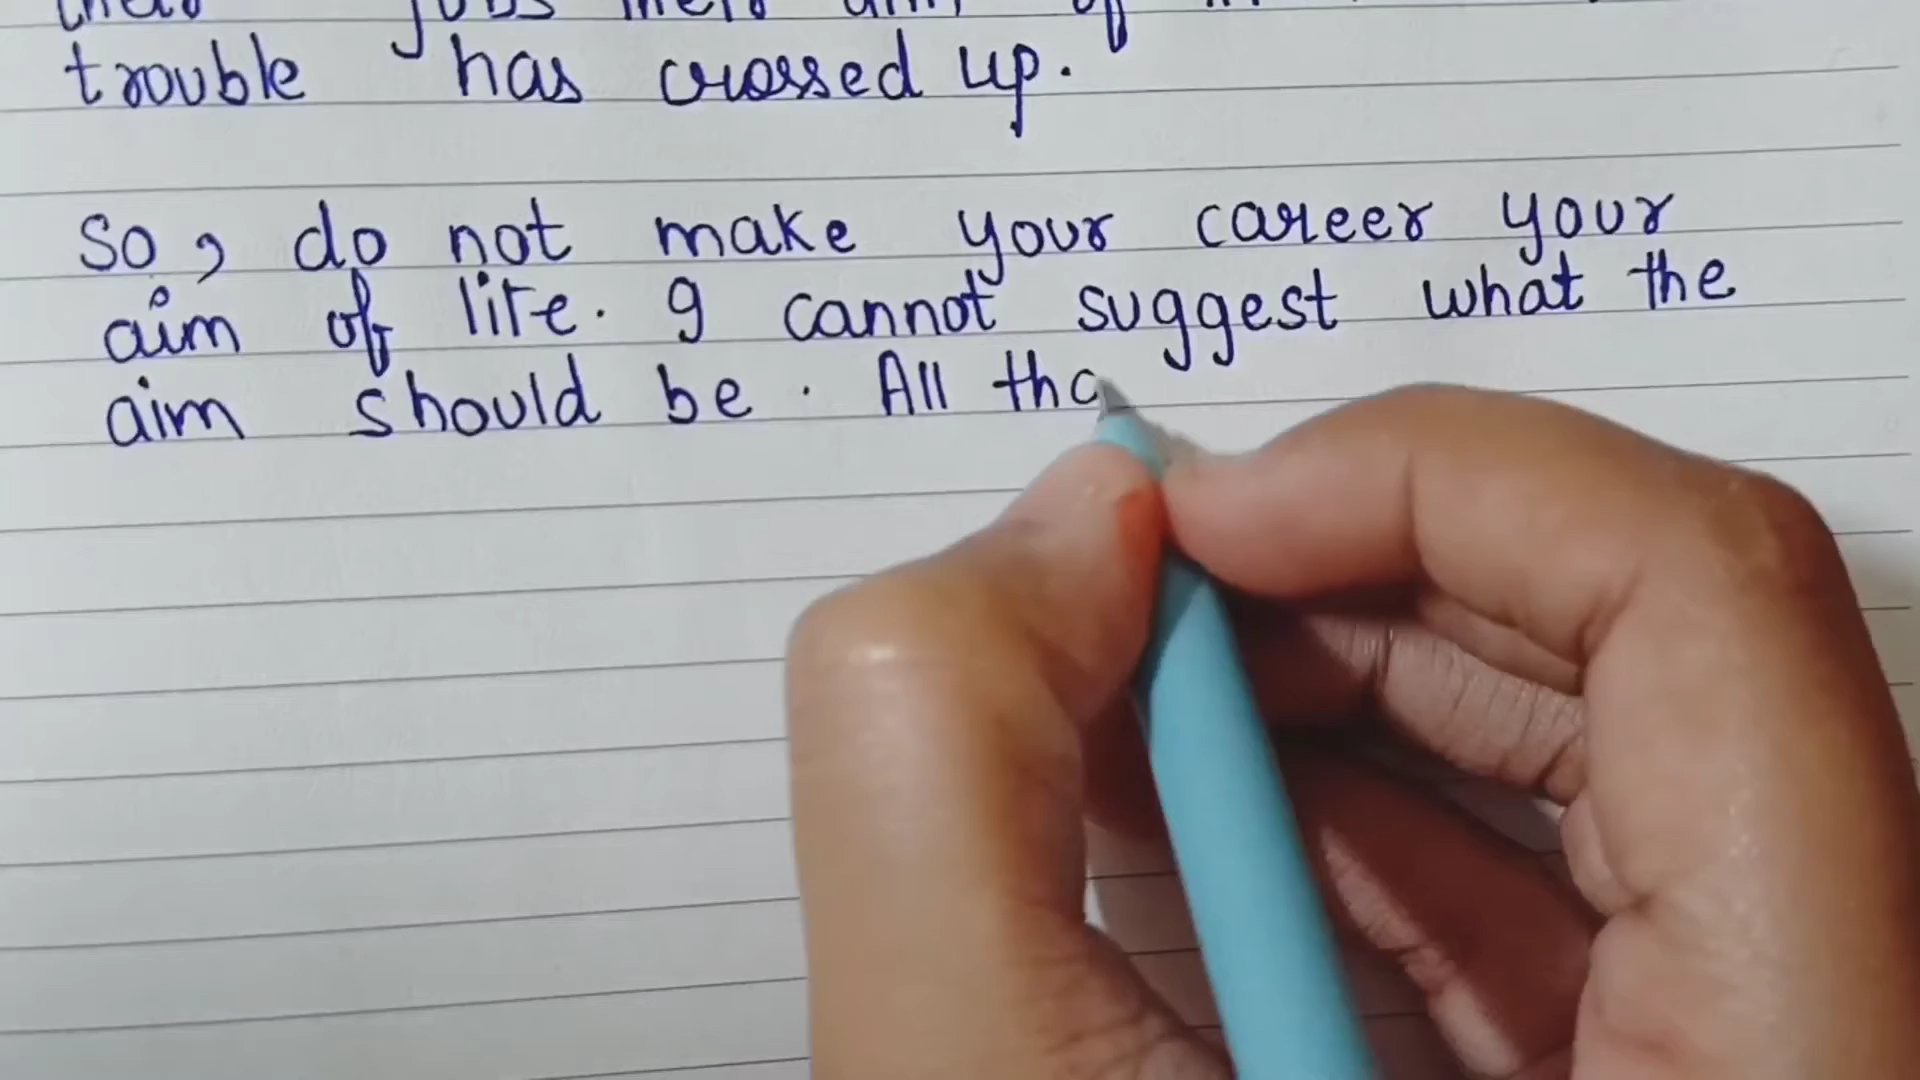 trouble has crossed up.
So, do not make your career your
aim of life. I cannot suggest what the
aim should be. All tha